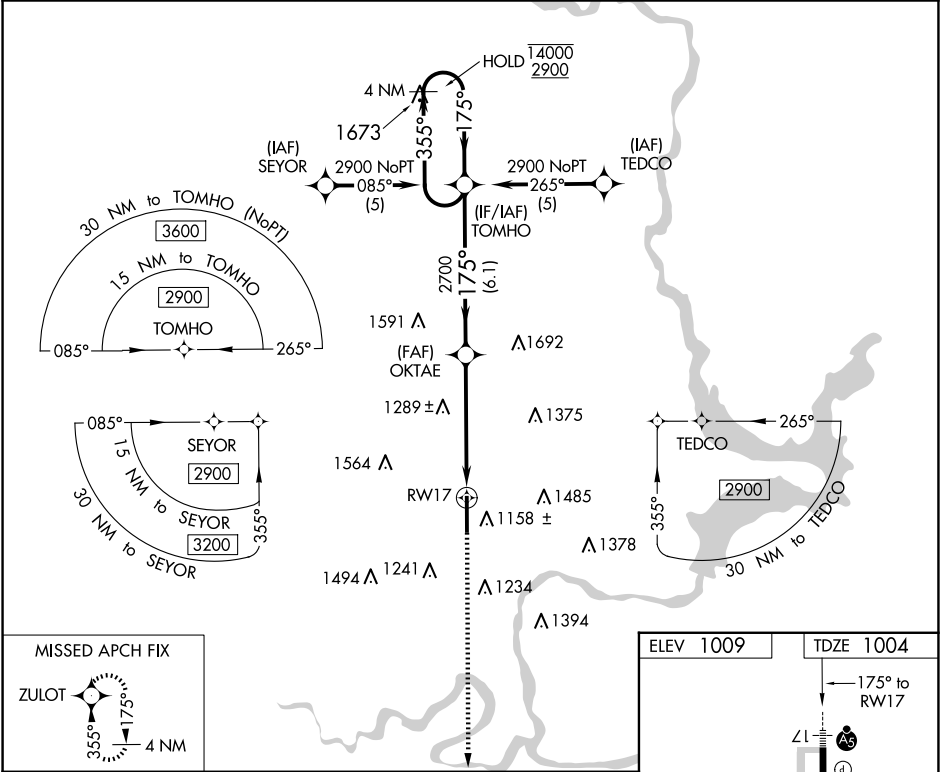 HOLD 14000
2900
4 NM
1673
355°
175°
(IAF)
SEYOR
2900 NoPT
085°
(5)
2900 NoPT
265°
(5)
(IAF)
TEDCO
(IF/IAF)
TOMHO
30 NM to TOMHO (NoPT)
3600
15 NM to TOMHO
2900
TOMHO
085°
265°
2700
175°
(6.1)
1591
1692
(FAF)
OKTAE
1289 ±
1375
085°
SEYOR
2900
15 NM to SEYOR
3200
30 NM to SEYOR
355°
1564
RW17
1485
1158 ±
1378
265°
TEDCO
2900
355°
30 NM to TEDCO
1494
1241
1234
1394
MISSED APCH FIX
ZULOT
355°
175°
4 NM
ELEV 1009
TDZE 1004
175° to
RW17
17
A5